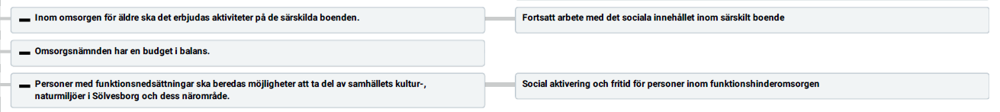 Inom omsorgen för äldre ska det erbjudas aktiviteter på de särskilda boenden.
Fortsatt arbete med det sociala innehållet inom särskilt boende
Omsorgsnämnden har en budget i balans.
Personer med funktionsnedsättningar ska beredas möjligheter att ta del av samhällets kultur-,
naturmiljöer i Sölvesborg och dess närområde.
Social aktivering och fritid för personer inom funktionshinderomsorgen